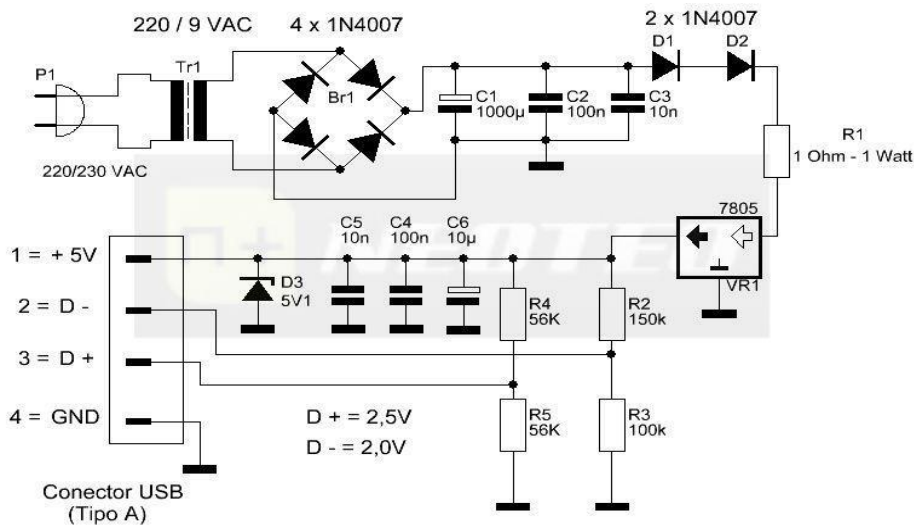 220 / 9 VAC
4 x 1N4007
2 x 1N4007
P1
Tr1
Br1
D1
D2
C1
1000µ
C2
100n
C3
10n
R1
1 Ohm - 1 Watt
220/230 VAC
7805
VR1
C5
10n
C4
100n
C6
10µ
1 = + 5V
D3
5V1
2 = D -
R4
56K
R2
150k
3 = D +
4 = GND
D + = 2,5V
D - = 2,0V
R5
56K
R3
100k
Conector USB
(Tipo A)
n+ NEOTEO